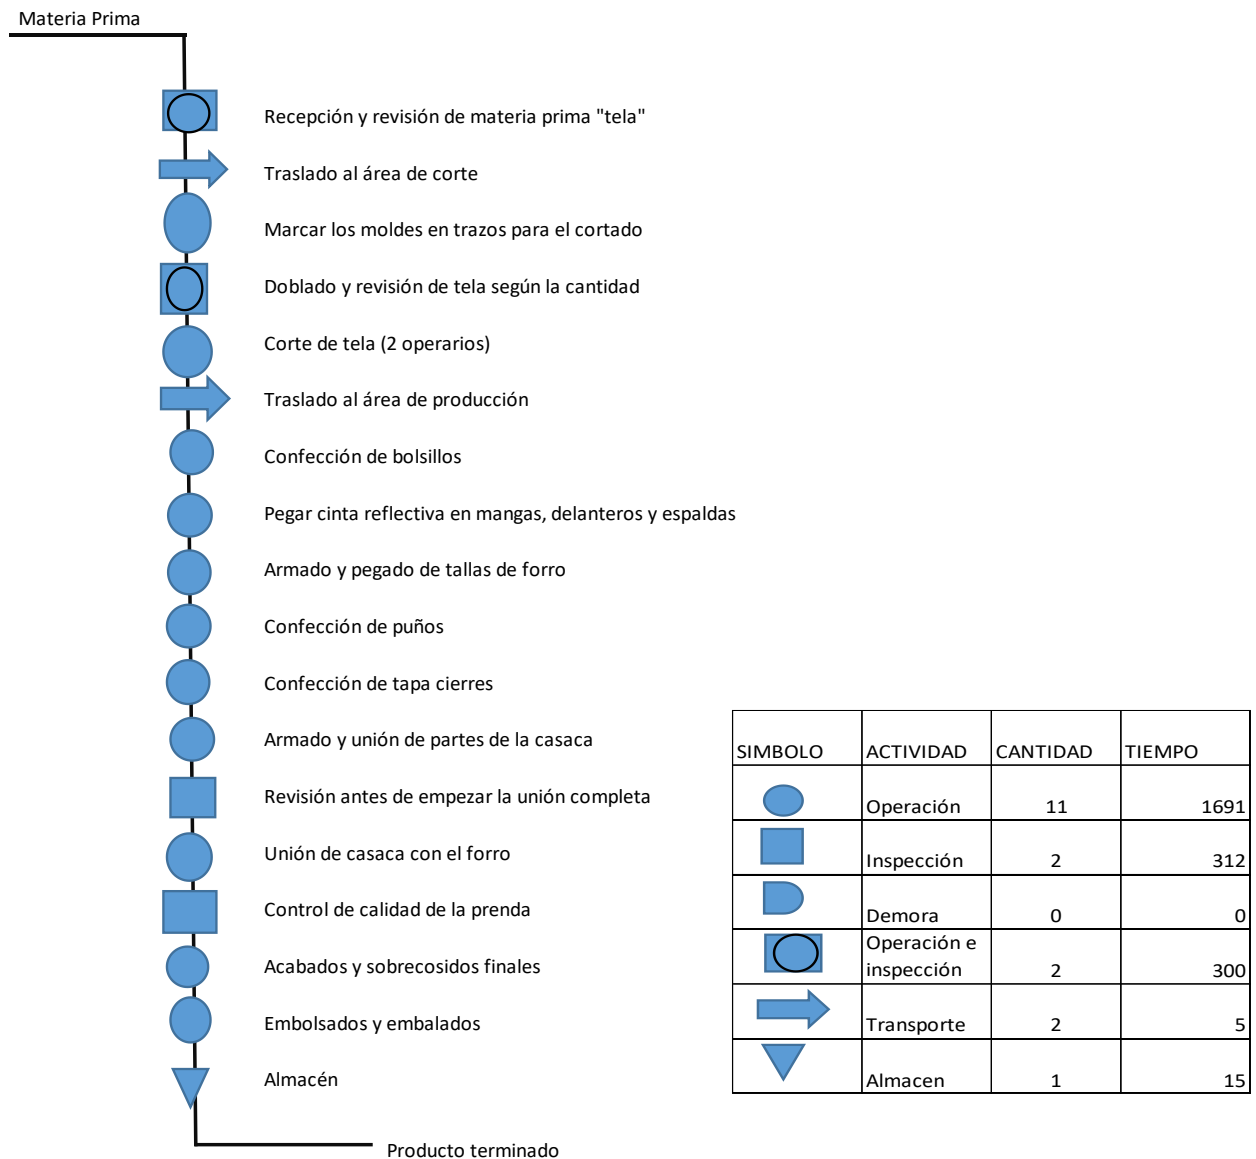 Materia Prima
Recepción y revisión de materia prima "tela"
Traslado al área de corte
Marcar los moldes en trazos para el cortado
Doblado y revisión de tela según la cantidad
Corte de tela (2 operarios)
Traslado al área de producción
Confección de bolsillos
Pegar cinta reflectiva en mangas, delanteros y espaldas
Armado y pegado de tallas de forro
Confección de puños
Confección de tapa cierres
Armado y unión de partes de la casaca
Revisión antes de empezar la unión completa
Unión de casaca con el forro
Control de calidad de la prenda
Acabados y sobrecosidos finales
Embolsados y embalados
Almacén
Producto terminado
SIMBOLO ACTIVIDAD CANTIDAD TIEMPO
Operación 11 1691
Inspección 2 312
Demora 0 0
Operación e
inspección 2 300
Transporte 2 5
Almacen 1 15